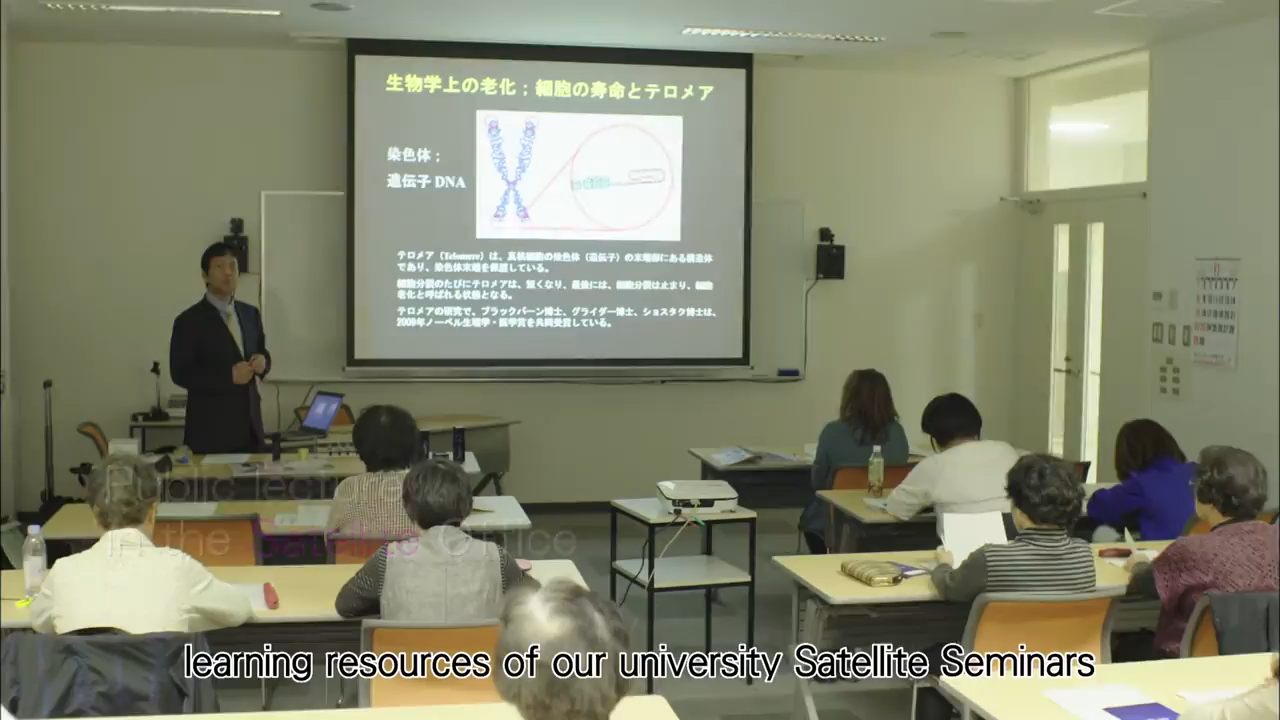 生物学上の老化；細胞の寿命とテロメア
染色体；
遺伝子 DNA
テロメア（Telomere）は、真核細胞の染色体（遺伝子）の末端部にある構造体
であり、染色体末端を保護している。
細胞分裂のたびにテロメアは、短くなり、最後には、細胞分裂は止まり、細胞
老化と呼ばれる状態となる。
テロメアの研究で、ブラックバーン博士、グライダー博士、ショスタク博士は、
2009年ノーベル生理学・医学賞を共同受賞している。
Public lecture
in the Satellite Office
learning resources of our university Satellite Seminars